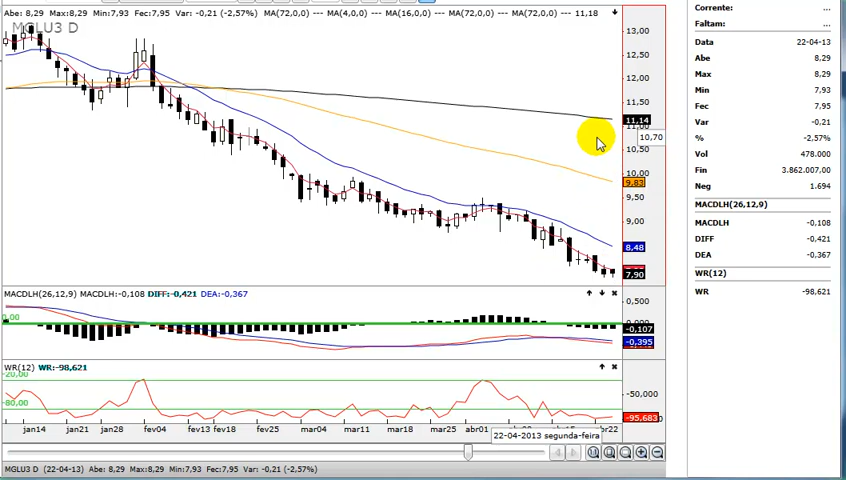 Abe: 8,29 Max:8,29 Min:7,93 Fec:7,95 Var: -0,21 (-2,57%) MA(72,0,0) --- MA(4,0,0) --- MA(16,0,0) --- MA(72,0,0) --- MA(72,0,0) --- 11,18
MGLU3 D
13,00
12,50
12,00
11,50
11,14
11,00
10,70
10,50
10,00
9,83
9,50
9,00
8,48
7,90
MACDLH(26,12,9) MACDLH:-0,108 DIFF:-0,421 DEA:-0,367
0,500
0,00
-0,107
-0,395
WR(12) WR:-98,621
-20,00
-50,000
-80,00
-95,683
jan14 jan21 jan28 fev04 fev13 fev18 fev25 mar04 mar11 mar18 mar25 abr01 abr22
22-04-2013 segunda-feira
MGLU3 D (22-04-13) Abe: 8,29 Max:8,29 Min:7,93 Fec:7,95 Var: -0,21 (-2,57%)
Corrente: ...
Faltam: ...
Data 22-04-13
Abe 8.29
Max 8.29
Min 7.93
Fec 7.95
Var -0.21
% -2,57%
Vol 478.000
Fin 3.862.007,00
Neg 1.694
MACDLH(26,12,9)
MACDLH -0,108
DIFF -0,421
DEA -0,367
WR(12)
WR -98,621